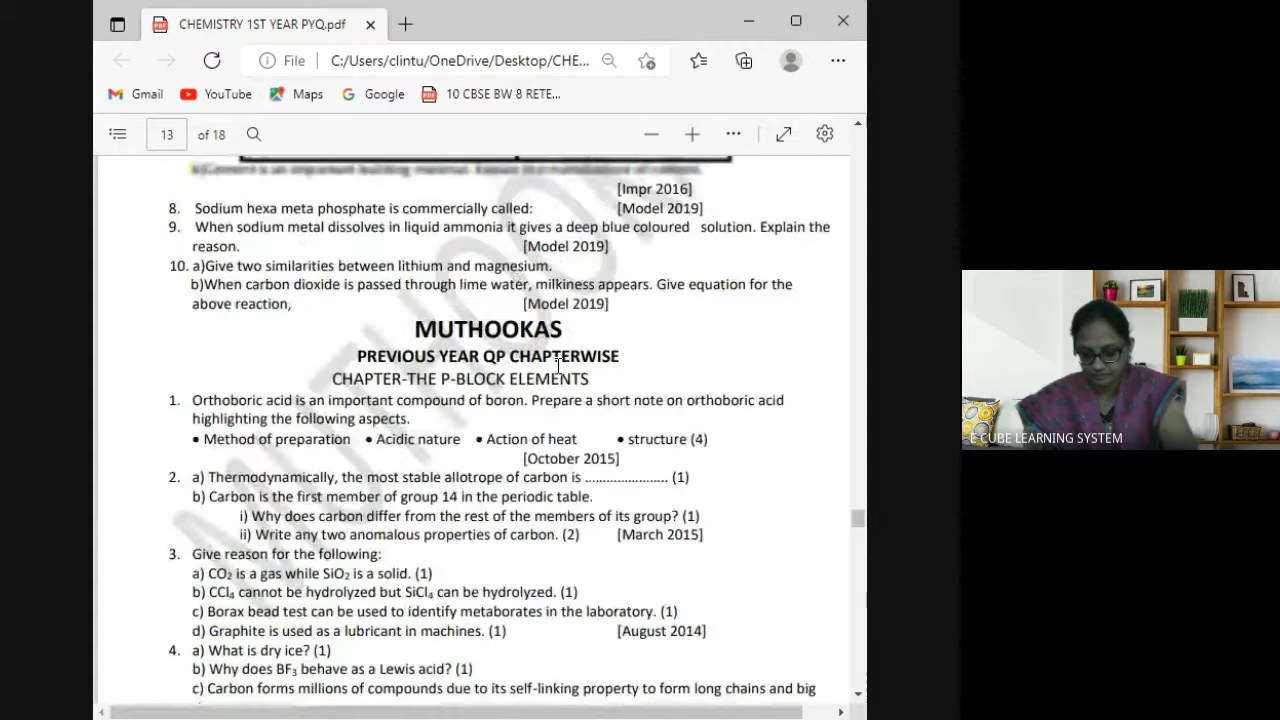 CHEMISTRY 1ST YEAR PYQ.pdf
File C:/Users/clintu/OneDrive/Desktop/CHE...
Gmail YouTube Maps Google 10 CBSE BW 8 RETE...
13 of 18
[Impr 2016]
8. Sodium hexa meta phosphate is commercially called: [Model 2019]
9. When sodium metal dissolves in liquid ammonia it gives a deep blue coloured solution. Explain the
reason. [Model 2019]
10. a)Give two similarities between lithium and magnesium.
b)When carbon dioxide is passed through lime water, milkiness appears. Give equation for the
above reaction, [Model 2019]
MUTHOOKAS
PREVIOUS YEAR QP CHAPTERWISE
CHAPTER-THE P-BLOCK ELEMENTS
1. Orthoboric acid is an important compound of boron. Prepare a short note on orthoboric acid
highlighting the following aspects.
• Method of preparation • Acidic nature • Action of heat • structure (4)
[October 2015]
2. a) Thermodynamically, the most stable allotrope of carbon is ...................... (1)
b) Carbon is the first member of group 14 in the periodic table.
i) Why does carbon differ from the rest of the members of its group? (1)
ii) Write any two anomalous properties of carbon. (2) [March 2015]
3. Give reason for the following:
a) CO₂ is a gas while SiO₂ is a solid. (1)
b) CCl₄ cannot be hydrolyzed but SiCl₄ can be hydrolyzed. (1)
c) Borax bead test can be used to identify metaborates in the laboratory. (1)
d) Graphite is used as a lubricant in machines. (1) [August 2014]
4. a) What is dry ice? (1)
b) Why does BF₃ behave as a Lewis acid? (1)
c) Carbon forms millions of compounds due to its self-linking property to form long chains and big
E CUBE LEARNING SYSTEM